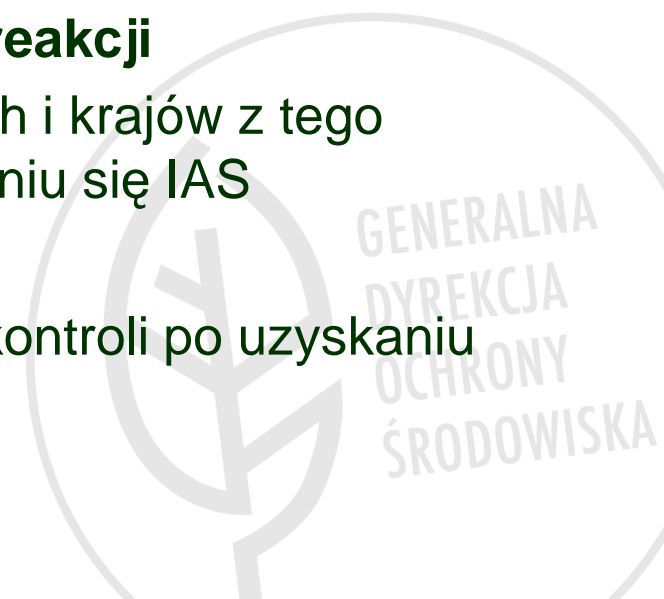 reakcji
h i krajów z tego
niu się IAS
kontroli po uzyskaniu
GENERALNA
DYREKCJA
OCHRONY
ŚRODOWISKA